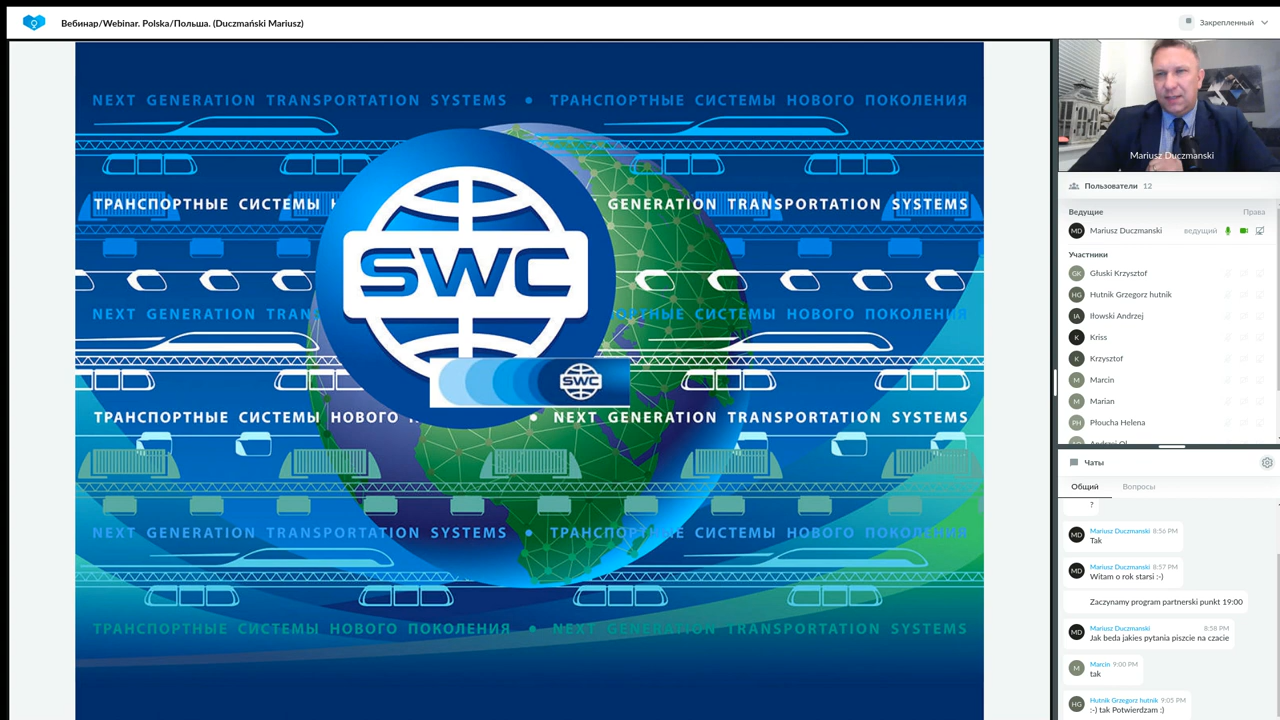 Вебинар/Webinar. Polska/Польша. (Duczmański Mariusz)
Закрепленный
NEXT GENERATION TRANSPORTATION SYSTEMS • ТРАНСПОРТНЫЕ СИСТЕМЫ НОВОГО ПОКОЛЕНИЯ
ТРАНСПОРТНЫЕ СИСТЕМЫ
GENERATION TRANSPORTATION SYSTEMS
SWC
NEXT GENERATION
СИСТЕМЫ НОВОГО ПОКОЛЕНИЯ
SWC
ТРАНСПОРТНЫЕ СИСТЕМЫ НОВОГО
• NEXT GENERATION TRANSPORTATION SYSTEMS
NEXT GENERATION TRANSPORTATION SYSTEMS • ТРАНСПОРТНЫЕ СИСТЕМЫ НОВОГО ПОКОЛЕНИЯ
ТРАНСПОРТНЫЕ СИСТЕМЫ НОВОГО ПОКОЛЕНИЯ • NEXT GENERATION TRANSPORTATION SYSTEMS
Mariusz Duczmanski
Пользователи 12
Ведущие Права
MD Mariusz Duczmanski ведущий
Участники
GK Głuski Krzysztof
HG Hutnik Grzegorz hutnik
IA Iłowski Andrzej
K Kriss
K Krzysztof
M Marcin
M Marian
PH Płoucha Helena
Чаты
Общий Вопросы
?
MD Mariusz Duczmanski 8:56 PM
Tak
MD Mariusz Duczmanski 8:57 PM
Witam o rok starsi :-)
Zaczynamy program partnerski punkt 19:00
MD Mariusz Duczmanski 8:58 PM
Jak beda jakies pytania piszcie na czacie
M Marcin 9:00 PM
tak
HG Hutnik Grzegorz hutnik 9:05 PM
:-) tak Potwierdzam :)